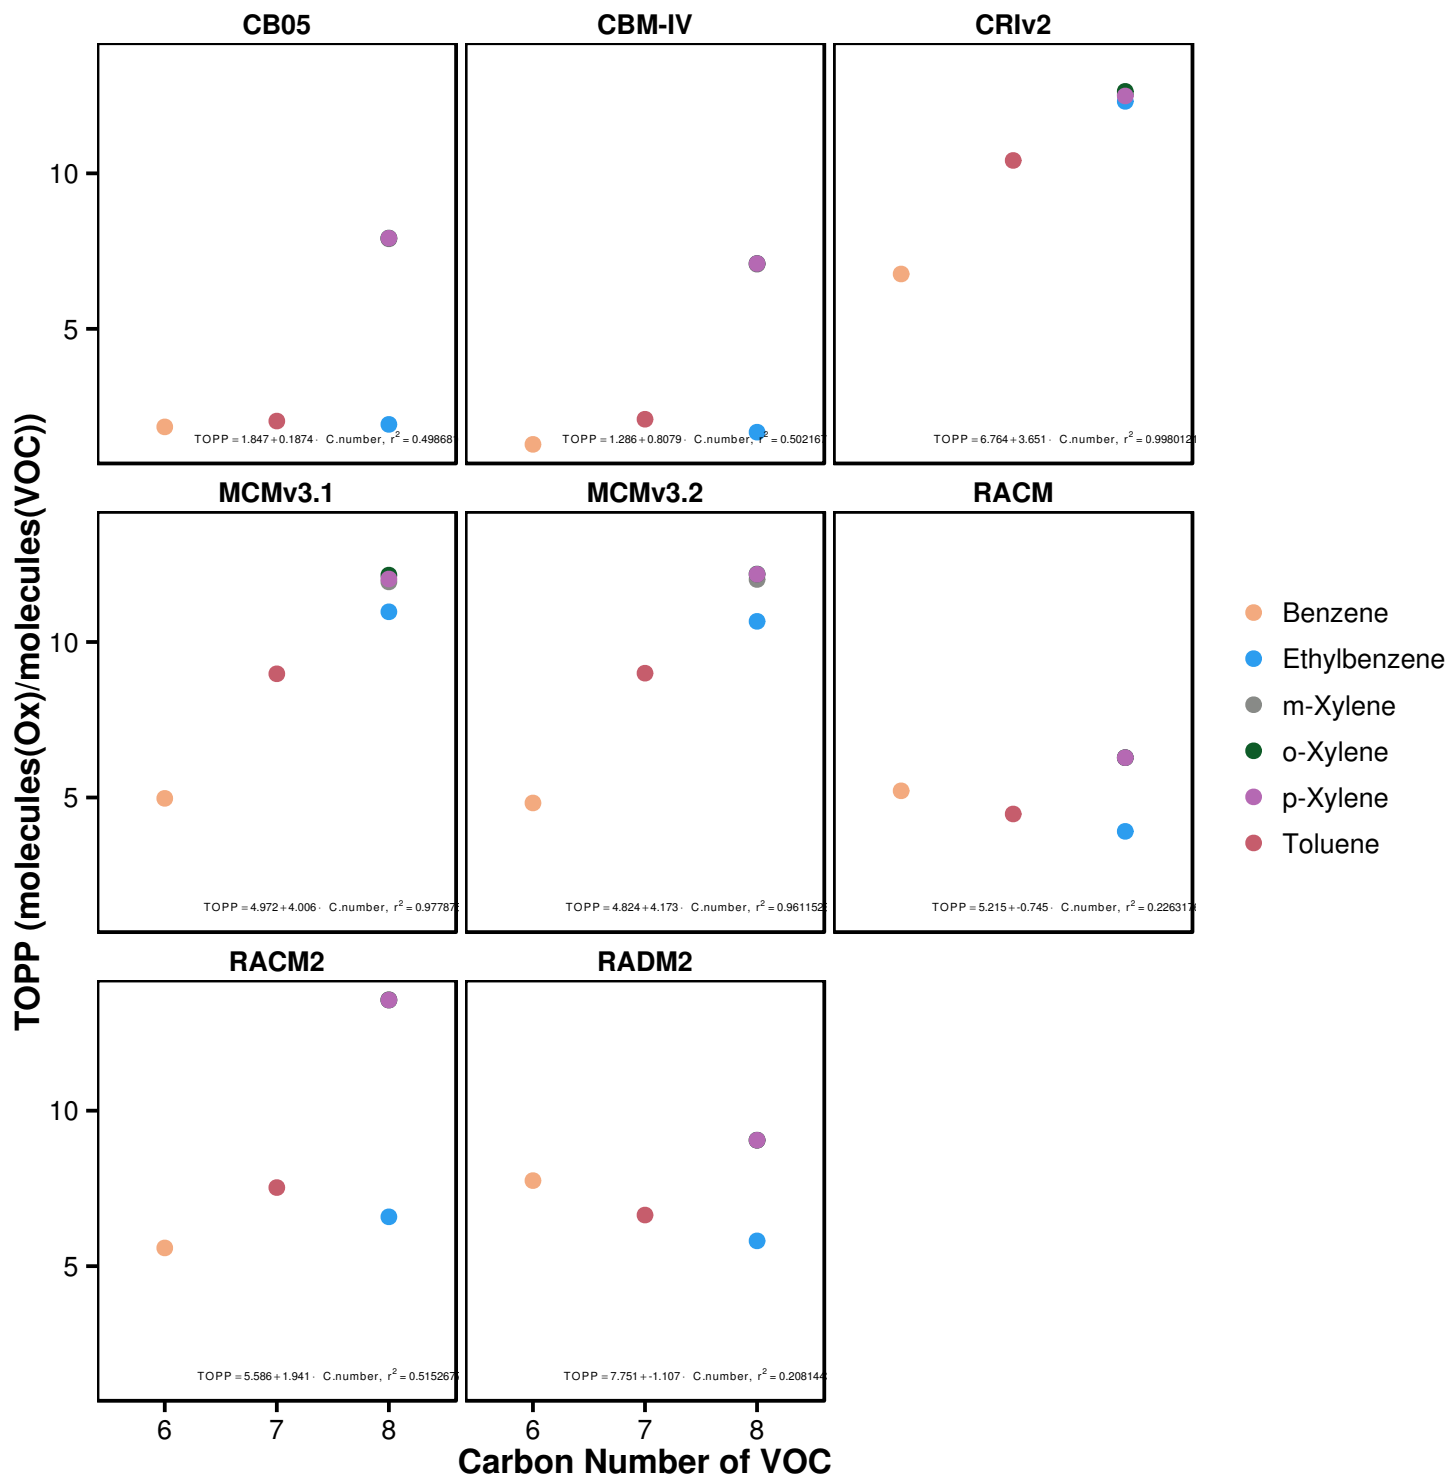 CB05 CBM-IV CRIv2
10
5
TOPP = 1.847 + 0.1874 · C.number, r² = 0.498681
TOPP = 1.286 + 0.8079 · C.number, r² = 0.502167
TOPP = 6.764 + 3.651 · C.number, r² = 0.9980121
MCMv3.1 MCMv3.2 RACM
10
5
TOPP = 4.972 + 4.006 · C.number, r² = 0.977873
TOPP = 4.824 + 4.173 · C.number, r² = 0.961152
TOPP = 5.215 + -0.745 · C.number, r² = 0.226317
RACM2 RADM2
10
5
TOPP = 5.586 + 1.941 · C.number, r² = 0.515267
TOPP = 7.751 + -1.107 · C.number, r² = 0.208144
6 7 8 6 7 8
Carbon Number of VOC
TOPP (molecules(Ox)/molecules(VOC))
Benzene
Ethylbenzene
m-Xylene
o-Xylene
p-Xylene
Toluene